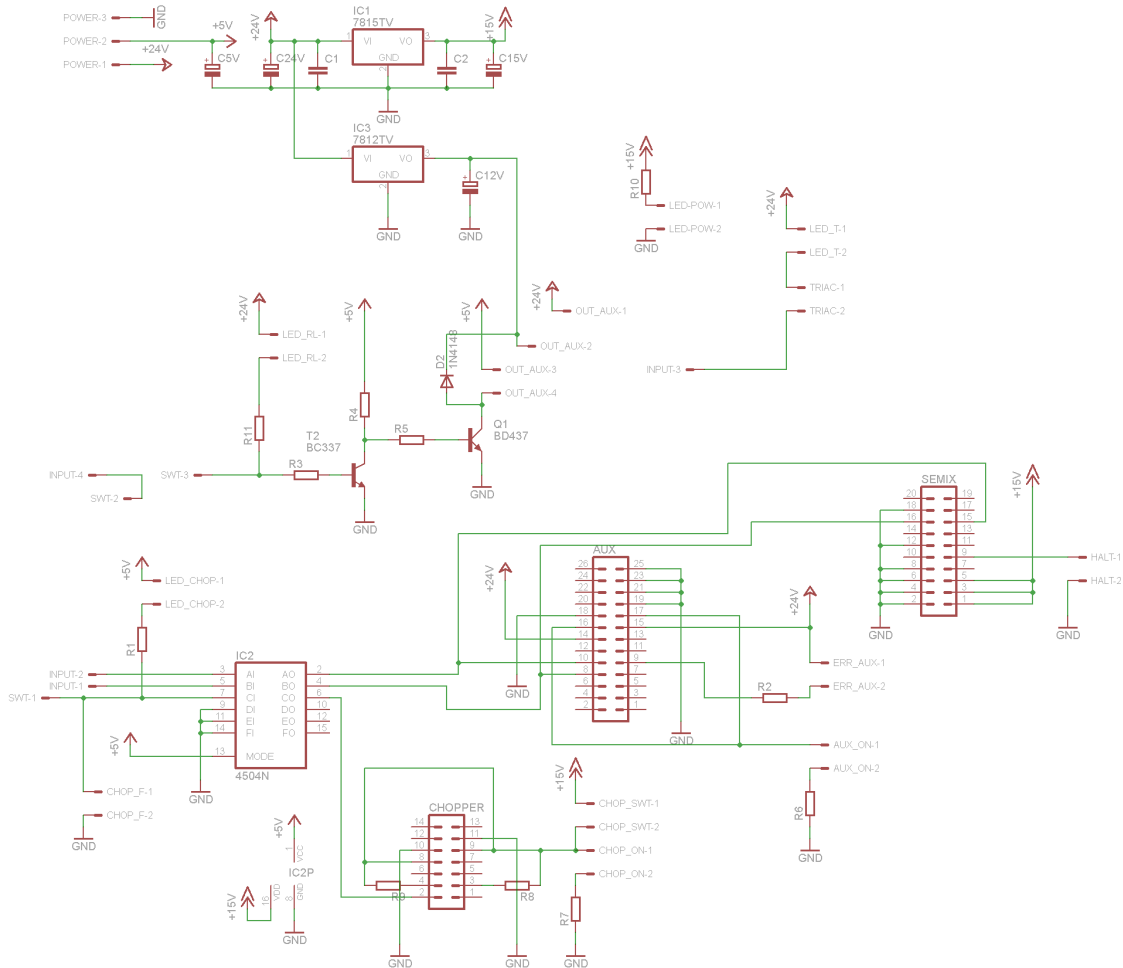 POWER-3
GND
POWER-2
+5V
POWER-1
+24V
C5V
+24V
C24V
C1
IC1
7815TV
1
VI
VO
3
GND
2
GND
C2
+15V
C15V
IC3
7812TV
1
VI
VO
3
GND
2
GND
C12V
GND
+15V
R10
LED-POW-1
LED-POW-2
GND
+24V
LED_T-1
LED_T-2
TRIAC-1
TRIAC-2
INPUT-3
+24V
LED_RL-1
LED_RL-2
R11
+5V
R4
+5V
D2
1N4148
+24V
OUT_AUX-1
OUT_AUX-2
OUT_AUX-3
OUT_AUX-4
INPUT-4
SWT-2
SWT-3
R3
T2
BC337
GND
R5
Q1
BD437
GND
SEMIX
20 19
18 17
16 15
14 13
12 11
10 9
8 7
6 5
4 3
2 1
+15V
GND
HALT-1
HALT-2
GND
AUX
26 25
24 23
22 21
20 19
18 17
16 15
14 13
12 11
10 9
8 7
6 5
4 3
2 1
+24V
GND
GND
+24V
ERR_AUX-1
ERR_AUX-2
R2
AUX_ON-1
AUX_ON-2
R6
GND
+5V
LED_CHOP-1
LED_CHOP-2
R1
INPUT-2
INPUT-1
SWT-1
IC2
3 AI AO 2
5 BI BO 4
7 CI CO 6
9 DI DO 10
11 EI EO 12
14 FI FO 15
13 MODE
4504N
+5V
GND
CHOP_F-1
CHOP_F-2
GND
+5V
1
VCC
IC2P
+15V
16
VDD
8
GND
GND
CHOPPER
14 13
12 11
10 9
8 7
6 5
4 3
2 1
R9
R8
GND
GND
+15V
CHOP_SWT-1
CHOP_SWT-2
CHOP_ON-1
CHOP_ON-2
R7
GND